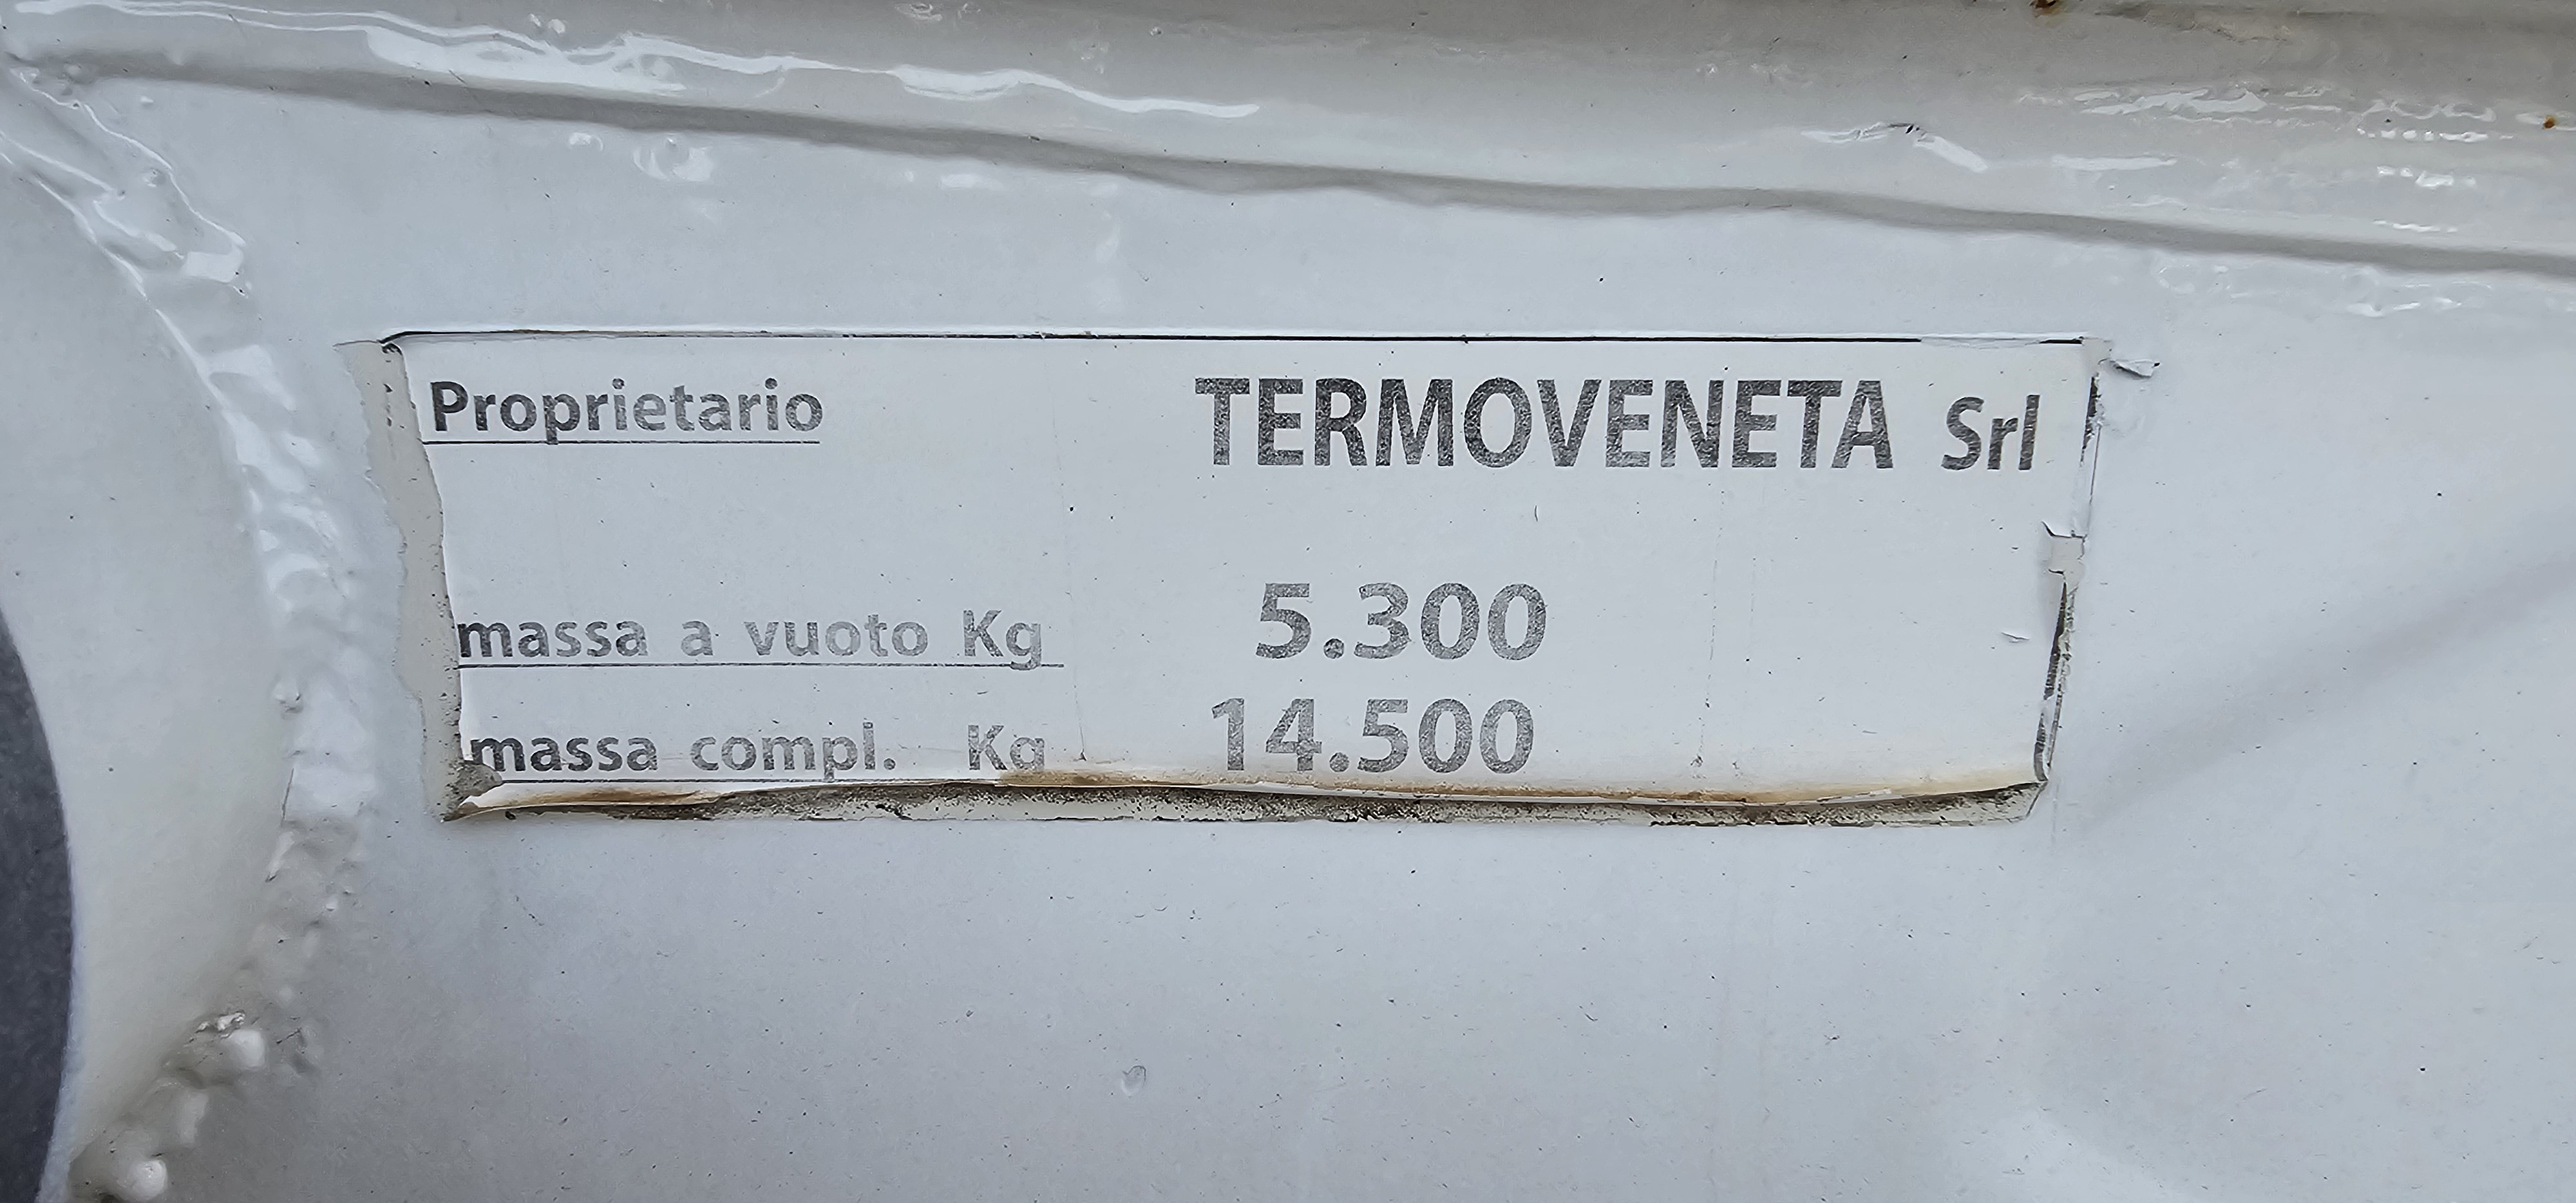 Proprietario TERMOVENETA Srl
massa a vuoto Kg 5.300
massa compl. Kg 14.500